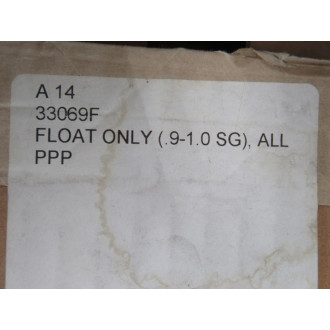 A 14
33069F
FLOAT ONLY (.9-1.0 SG), ALL
PPP